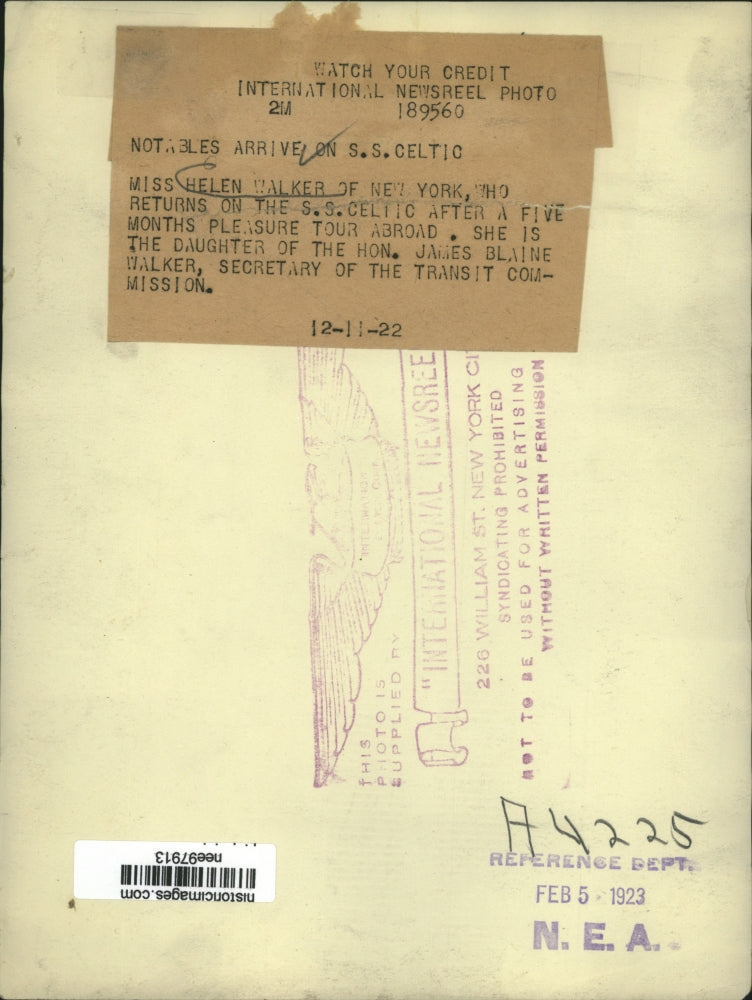 WATCH YOUR CREDIT
INTERNATIONAL NEWSREEL PHOTO
2M 189560
NOTABLES ARRIVE ON S.S.CELTIC
MISS HELEN WALKER OF NEW YORK, WHO
RETURNS ON THE S.S.CELTIC AFTER A FIVE
MONTHS PLEASURE TOUR ABROAD . SHE IS
THE DAUGHTER OF THE HON. JAMES BLAINE
WALKER, SECRETARY OF THE TRANSIT COM-
MISSION.
12-11-22
THIS
PHOTO IS
SUPPLIED BY
"INTERNATIONAL NEWSREE
226 WILLIAM ST. NEW YORK CI
SYNDICATING PROHIBITED
NOT TO BE USED FOR ADVERTISING
WITHOUT WRITTEN PERMISSION
A4225
REFERENCE DEPT.
FEB 5 - 1923
N. E. A.
historicimages.com
nee97913